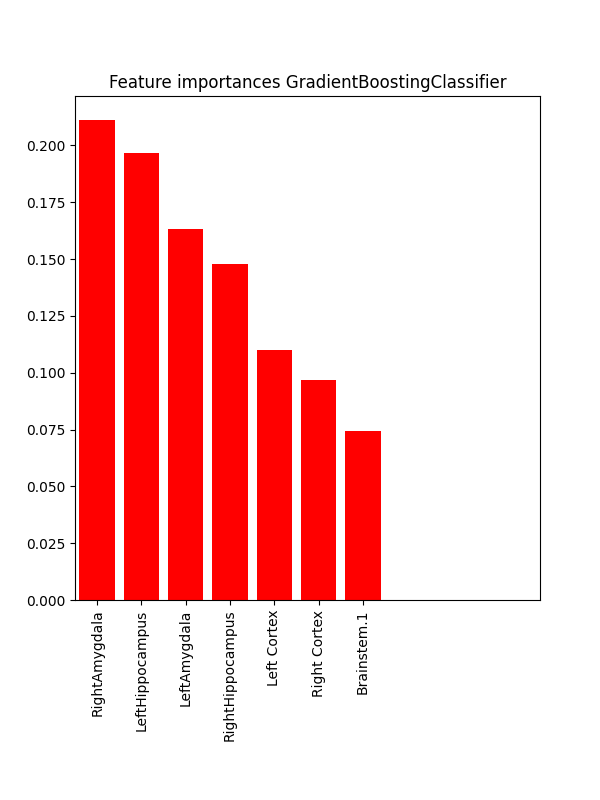 Feature importances GradientBoostingClassifier
0.200
0.175
0.150
0.125
0.100
0.075
0.050
0.025
0.000
RightAmygdala
LeftHippocampus
LeftAmygdala
RightHippocampus
Left Cortex
Right Cortex
Brainstem.1